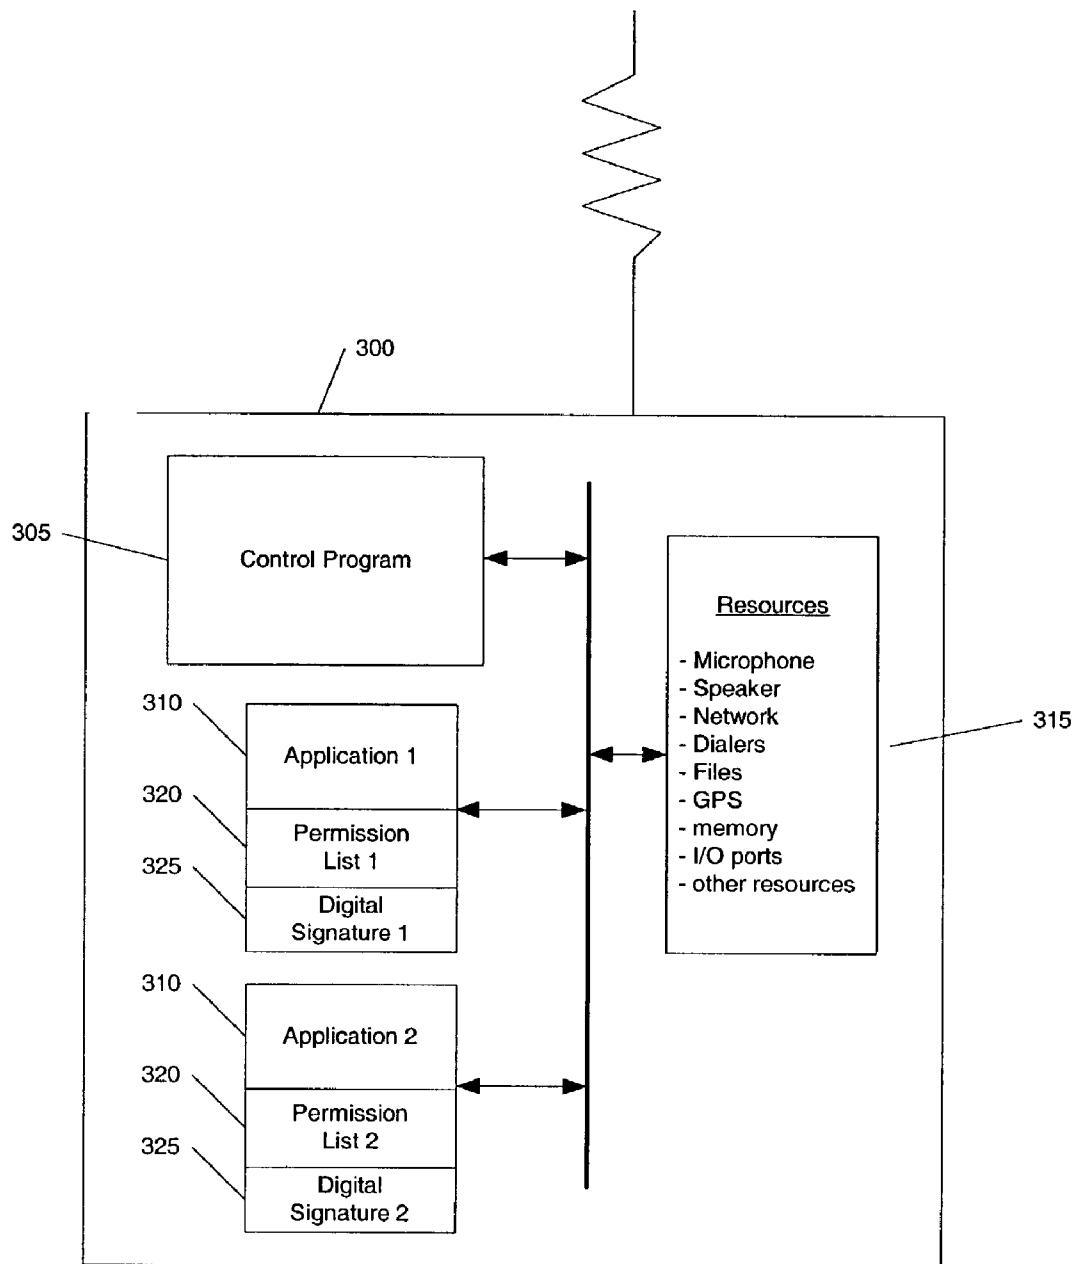 300
305
Control Program
Resources
- Microphone
- Speaker
- Network
- Dialers
- Files
- GPS
- memory
- I/O ports
- other resources
315
310
Application 1
320
Permission
List 1
325
Digital
Signature 1
310
Application 2
320
Permission
List 2
325
Digital
Signature 2